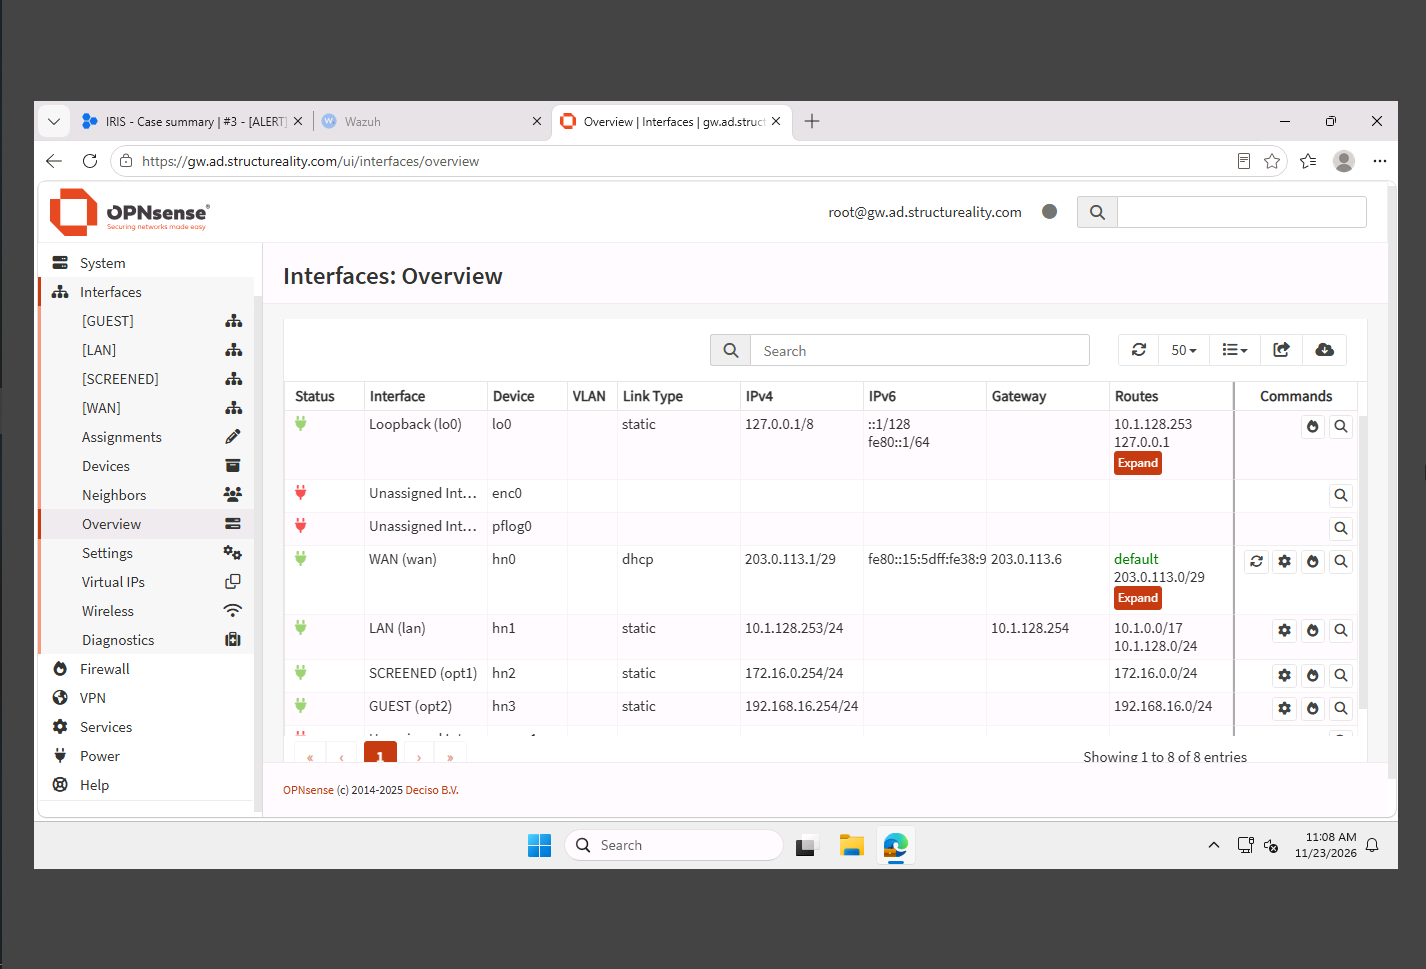 IRIS - Case summary | #3 - [ALERT]
Wazuh
Overview | Interfaces | gw.ad.struct
https://gw.ad.structureality.com/ui/interfaces/overview
OPNsense®
Securing networks made easy
root@gw.ad.structureality.com
System
Interfaces
[GUEST]
[LAN]
[SCREENED]
[WAN]
Assignments
Devices
Neighbors
Overview
Settings
Virtual IPs
Wireless
Diagnostics
Firewall
VPN
Services
Power
Help
Interfaces: Overview
Search
50
Status Interface Device VLAN Link Type IPv4 IPv6 Gateway Routes Commands
Loopback (lo0) lo0 static 127.0.0.1/8 ::1/128 10.1.128.253
fe80::1/64 127.0.0.1
Expand
Unassigned Int... enc0
Unassigned Int... pflog0
WAN (wan) hn0 dhcp 203.0.113.1/29 fe80::15:5dff:fe38:9 203.0.113.6 default
203.0.113.0/29
Expand
LAN (lan) hn1 static 10.1.128.253/24 10.1.128.254 10.1.0.0/17
10.1.128.0/24
SCREENED (opt1) hn2 static 172.16.0.254/24 172.16.0.0/24
GUEST (opt2) hn3 static 192.168.16.254/24 192.168.16.0/24
« ‹ 1 › »
Showing 1 to 8 of 8 entries
OPNsense (c) 2014-2025 Deciso B.V.
Search
11:08 AM
11/23/2026